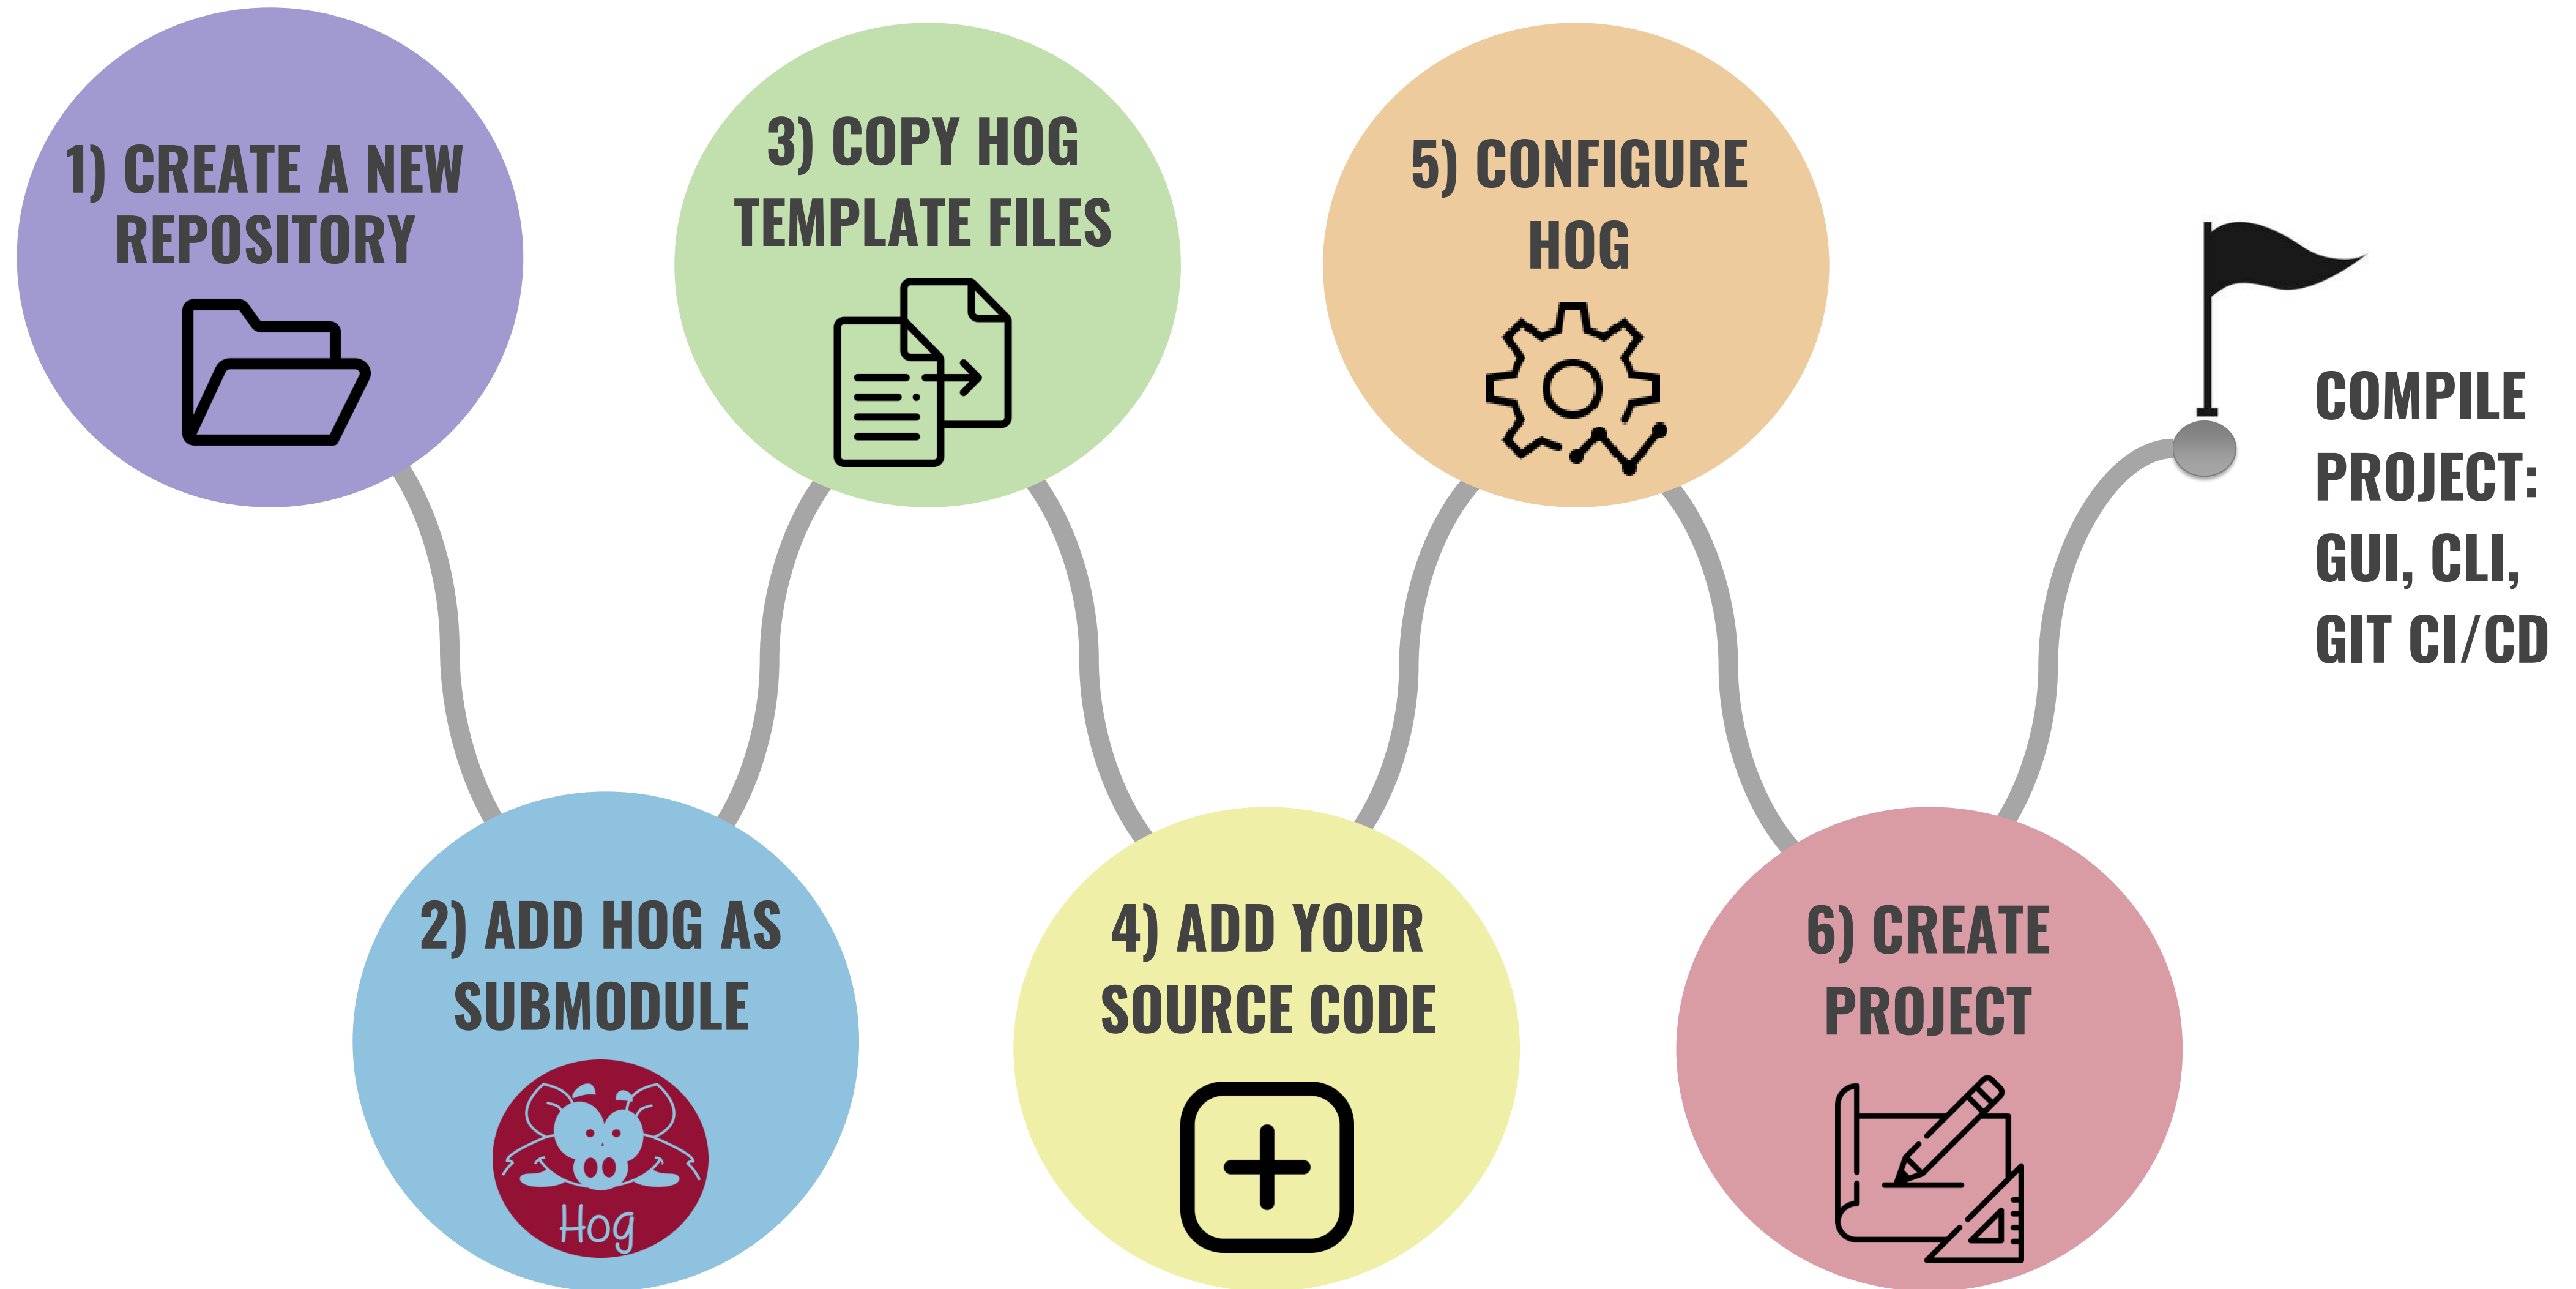 1) CREATE A NEW
REPOSITORY
2) ADD HOG AS
SUBMODULE
Hog
3) COPY HOG
TEMPLATE FILES
4) ADD YOUR
SOURCE CODE
5) CONFIGURE
HOG
6) CREATE
PROJECT
COMPILE
PROJECT:
GUI, CLI,
GIT CI/CD